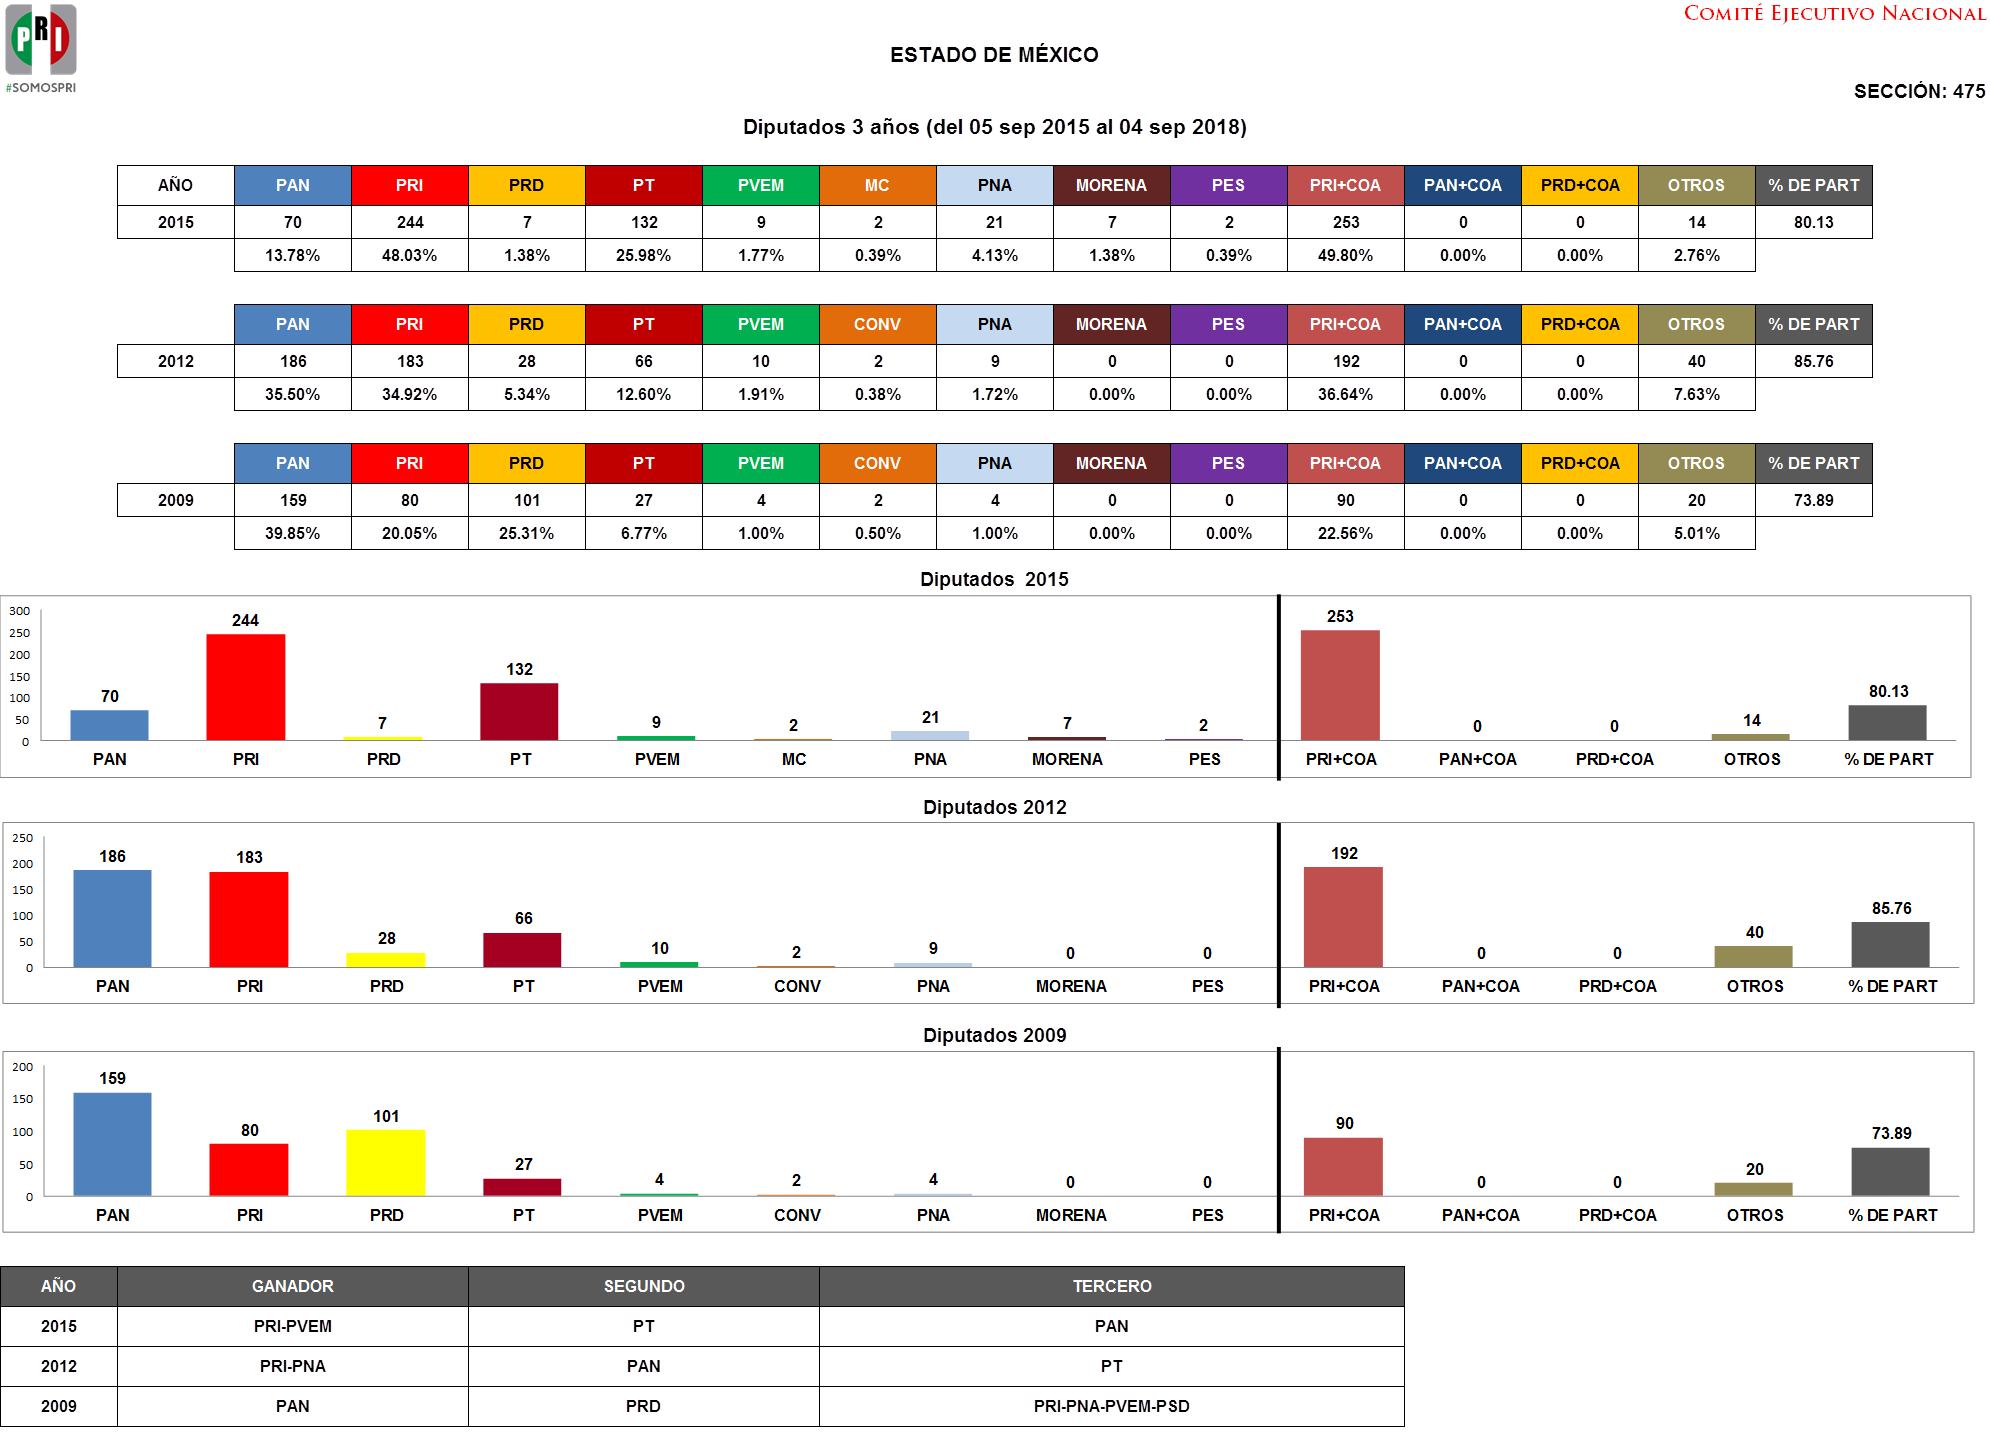 PRI
#SOMOSPRI
COMITÉ EJECUTIVO NACIONAL
ESTADO DE MÉXICO
SECCIÓN: 475
Diputados 3 años (del 05 sep 2015 al 04 sep 2018)
AÑO PAN PRI PRD PT PVEM MC PNA MORENA PES PRI+COA PAN+COA PRD+COA OTROS % DE PART
2015 70 244 7 132 9 2 21 7 2 253 0 0 14 80.13
13.78% 48.03% 1.38% 25.98% 1.77% 0.39% 4.13% 1.38% 0.39% 49.80% 0.00% 0.00% 2.76%
PAN PRI PRD PT PVEM CONV PNA MORENA PES PRI+COA PAN+COA PRD+COA OTROS % DE PART
2012 186 183 28 66 10 2 9 0 0 192 0 0 40 85.76
35.50% 34.92% 5.34% 12.60% 1.91% 0.38% 1.72% 0.00% 0.00% 36.64% 0.00% 0.00% 7.63%
PAN PRI PRD PT PVEM CONV PNA MORENA PES PRI+COA PAN+COA PRD+COA OTROS % DE PART
2009 159 80 101 27 4 2 4 0 0 90 0 0 20 73.89
39.85% 20.05% 25.31% 6.77% 1.00% 0.50% 1.00% 0.00% 0.00% 22.56% 0.00% 0.00% 5.01%
Diputados 2015
300
250
200
150
100
50
0
70 244 7 132 9 2 21 7 2 253 0 0 14 80.13
PAN PRI PRD PT PVEM MC PNA MORENA PES PRI+COA PAN+COA PRD+COA OTROS % DE PART
Diputados 2012
250
200
150
100
50
0
186 183 28 66 10 2 9 0 0 192 0 0 40 85.76
PAN PRI PRD PT PVEM CONV PNA MORENA PES PRI+COA PAN+COA PRD+COA OTROS % DE PART
Diputados 2009
200
150
100
50
0
159 80 101 27 4 2 4 0 0 90 0 0 20 73.89
PAN PRI PRD PT PVEM CONV PNA MORENA PES PRI+COA PAN+COA PRD+COA OTROS % DE PART
AÑO GANADOR SEGUNDO TERCERO
2015 PRI-PVEM PT PAN
2012 PRI-PNA PAN PT
2009 PAN PRD PRI-PNA-PVEM-PSD